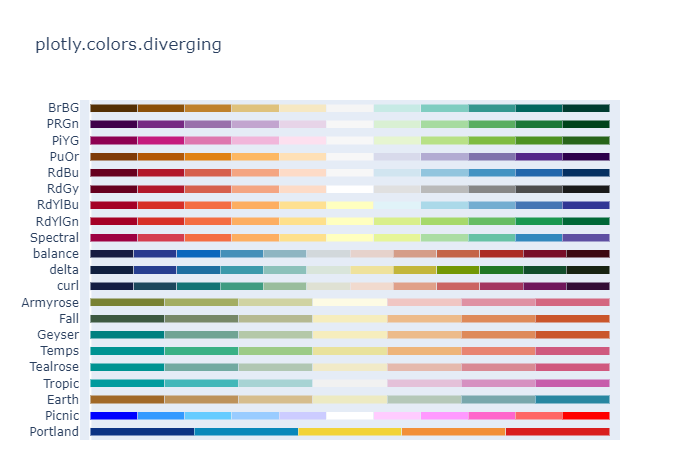 plotly.colors.diverging
BrBG
PRGn
PiYG
PuOr
RdBu
RdGy
RdYlBu
RdYlGn
Spectral
balance
delta
curl
Armyrose
Fall
Geyser
Temps
Tealrose
Tropic
Earth
Picnic
Portland